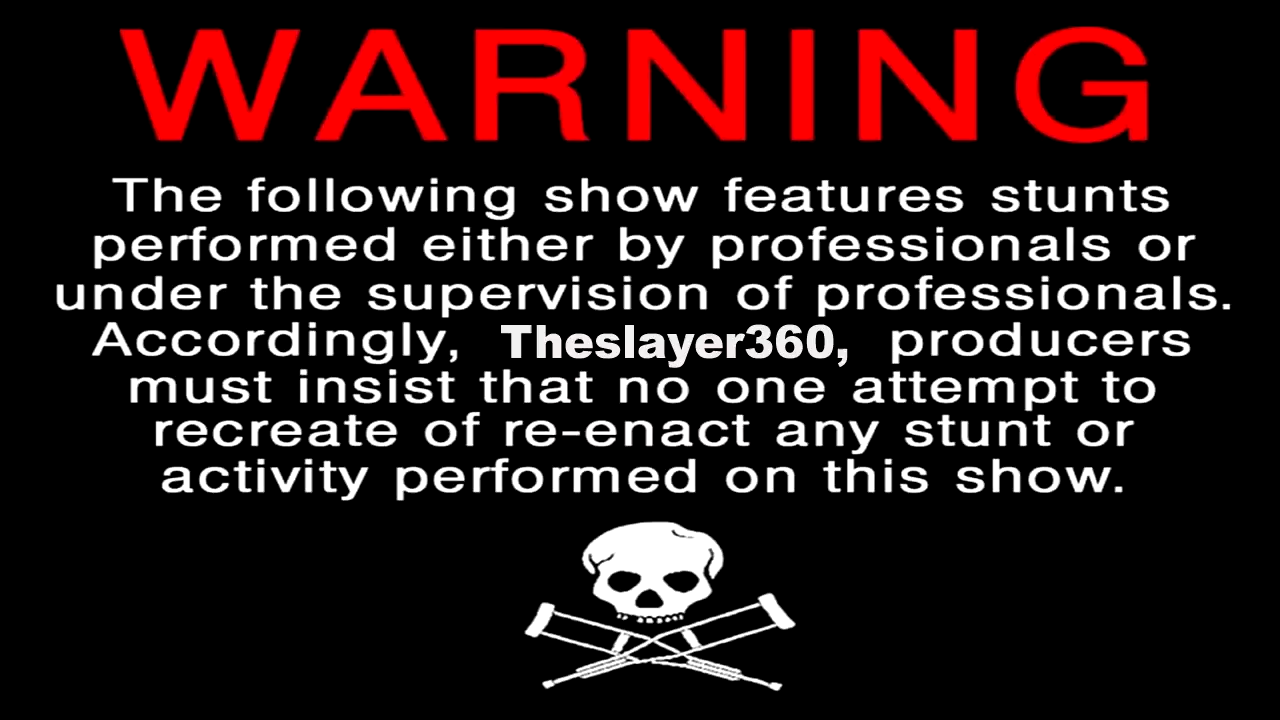 WARNING
The following show features stunts
performed either by professionals or
under the supervision of professionals.
Accordingly, Theslayer360, producers
must insist that no one attempt to
recreate of re-enact any stunt or
activity performed on this show.